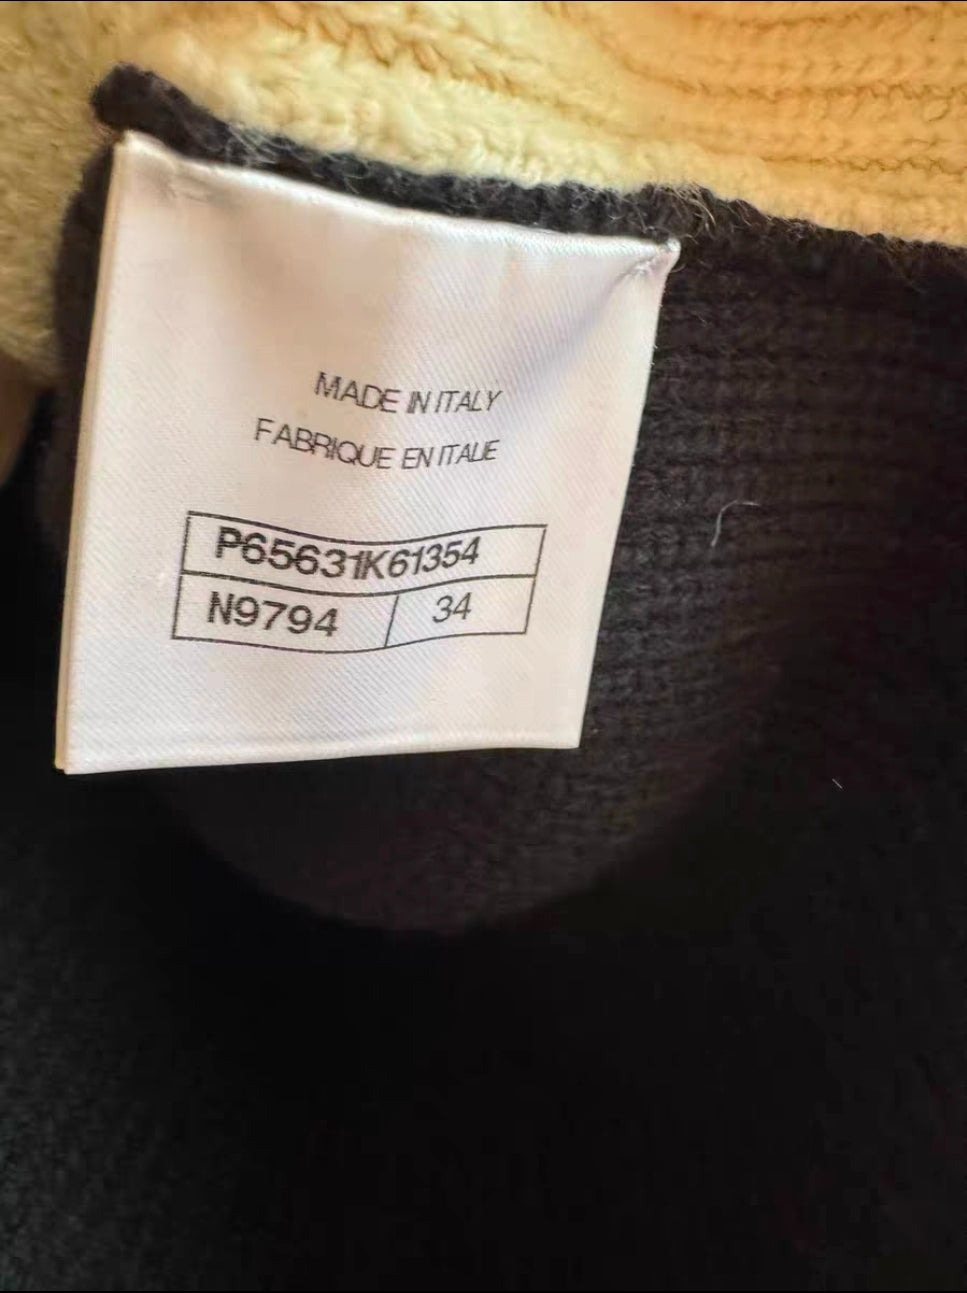 MADE IN ITALY
FABRIQUE EN ITALIE
P65631K61354
N9794 34